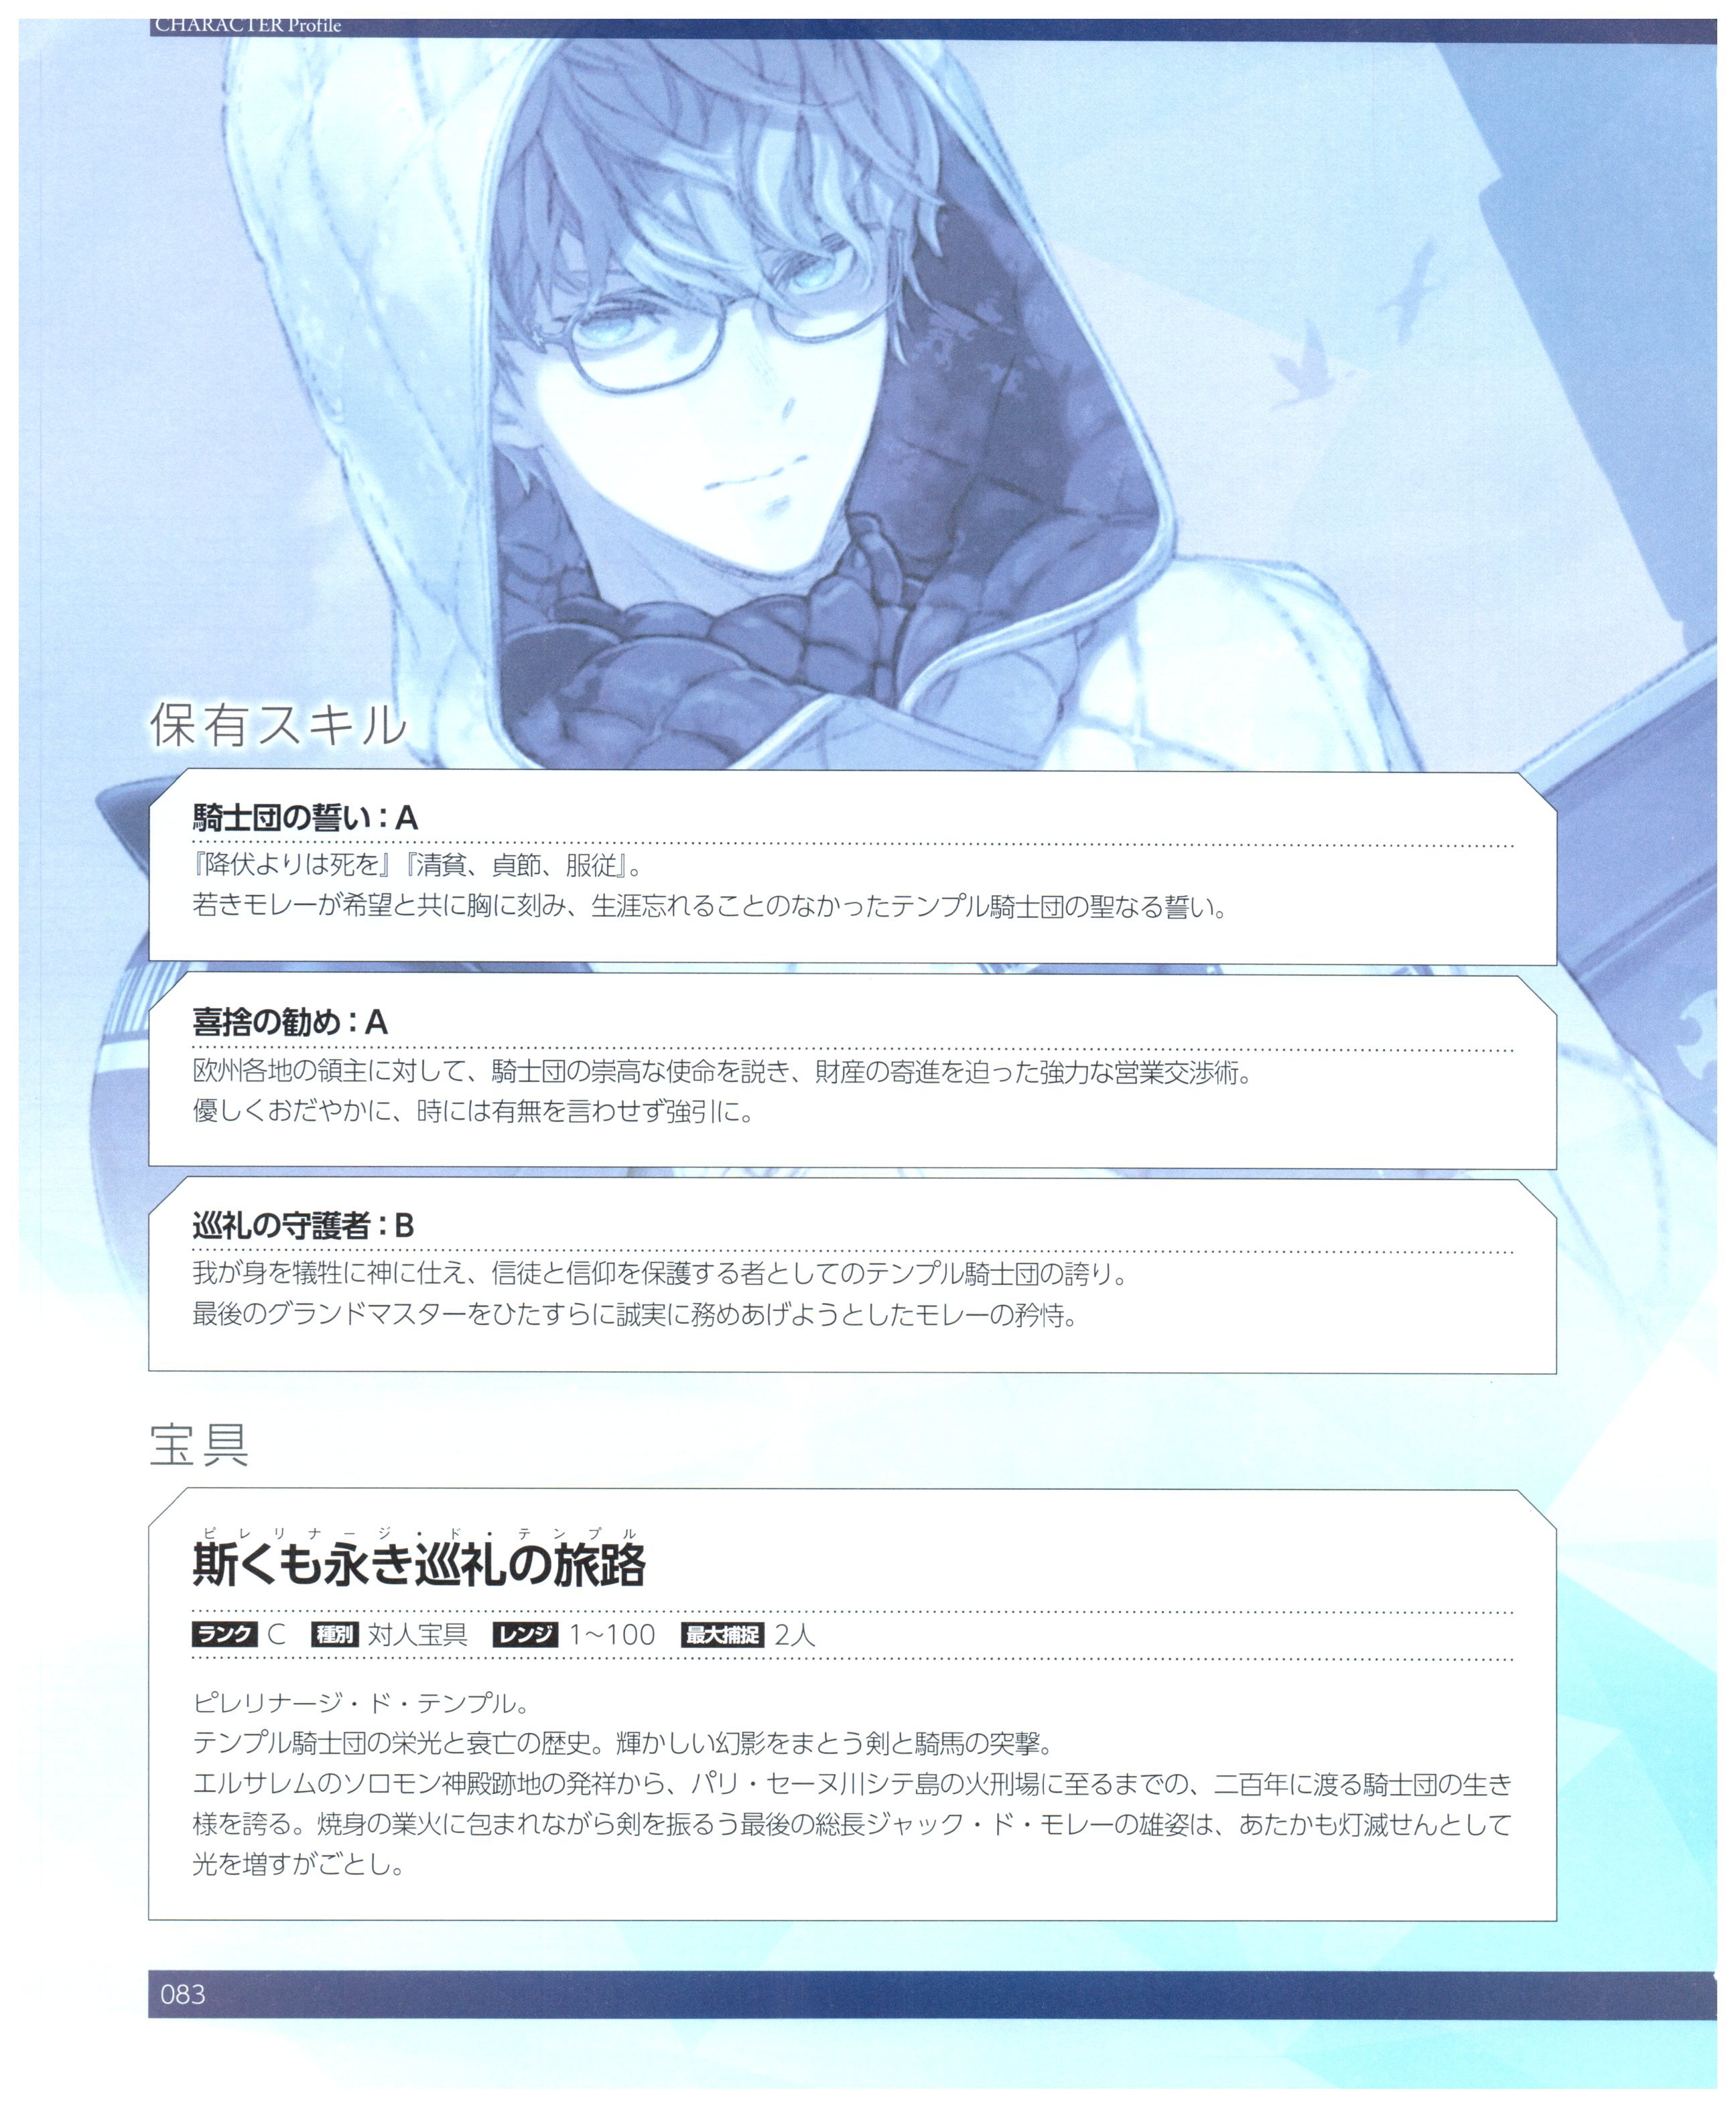 CHARACTER Profile
保有スキル
騎士団の誓い：A
『降伏よりは死を』『清貧、貞節、服従』。
若きモレーが希望と共に胸に刻み、生涯忘れることのなかったテンプル騎士団の聖なる誓い。
喜捨の勧め：A
欧州各地の領主に対して、騎士団の崇高な使命を説き、財産の寄進を迫った強力な営業交渉術。
優しくおだやかに、時には有無を言わせず強引に。
巡礼の守護者：B
我が身を犠牲に神に仕え、信徒と信仰を保護する者としてのテンプル騎士団の誇り。
最後のグランドマスターをひたすらに誠実に務めあげようとしたモレーの矜恃。
宝具
ピレリナージ・ド・テンプル
斯くも永き巡礼の旅路
ランク C 種別 対人宝具 レンジ 1～100 最大捕捉 2人
ピレリナージ・ド・テンプル。
テンプル騎士団の栄光と衰亡の歴史。輝かしい幻影をまとう剣と騎馬の突撃。
エルサレムのソロモン神殿跡地の発祥から、パリ・セーヌ川シテ島の火刑場に至るまでの、二百年に渡る騎士団の生き
様を誇る。焼身の業火に包まれながら剣を振るう最後の総長ジャック・ド・モレーの雄姿は、あたかも灯滅せんとして
光を増すがごとし。
083